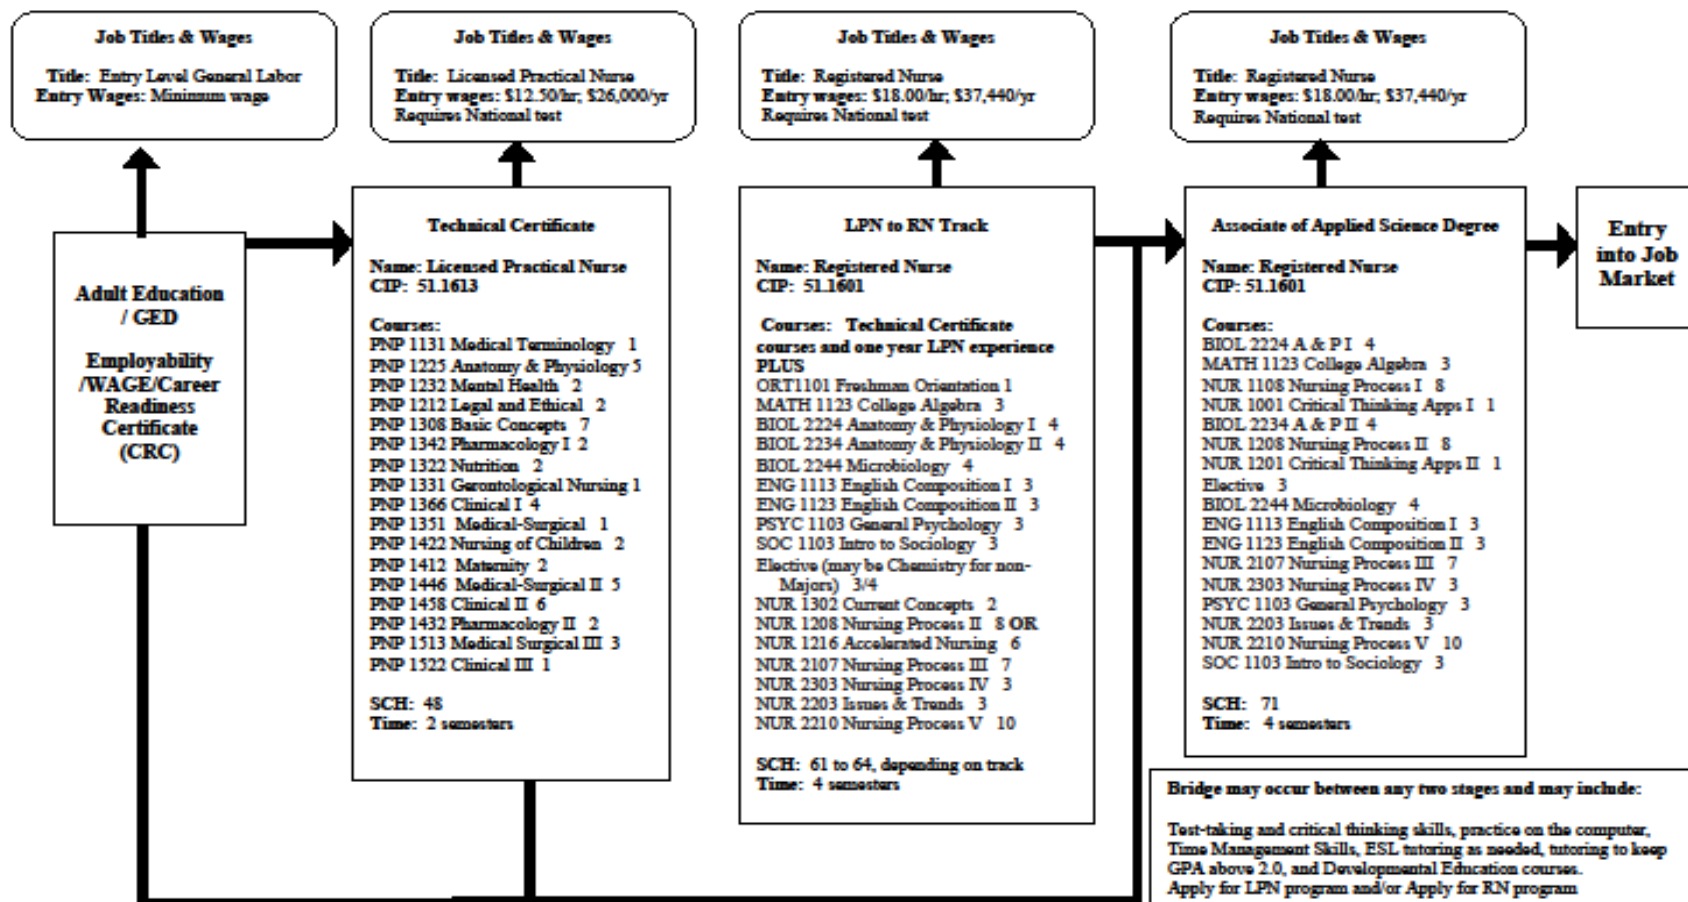 Job Titles & Wages
Title: Entry Level General Labor
Entry Wages: Minimum wage
Job Titles & Wages
Title: Licensed Practical Nurse
Entry wages: $12.50/hr; $26,000/yr
Requires National test
Job Titles & Wages
Title: Registered Nurse
Entry wages: $18.00/hr; $37,440/yr
Requires National test
Job Titles & Wages
Title: Registered Nurse
Entry wages: $18.00/hr; $37,440/yr
Requires National test
Adult Education
/ GED
Employability
/WAGE/Career
Readiness
Certificate
(CRC)
Technical Certificate
Name: Licensed Practical Nurse
CIP: 51.1613
Courses:
PNP 1131 Medical Terminology 1
PNP 1225 Anatomy & Physiology 5
PNP 1232 Mental Health 2
PNP 1212 Legal and Ethical 2
PNP 1308 Basic Concepts 7
PNP 1342 Pharmacology I 2
PNP 1322 Nutrition 2
PNP 1331 Gerontological Nursing 1
PNP 1366 Clinical I 4
PNP 1351 Medical-Surgical 1
PNP 1422 Nursing of Children 2
PNP 1412 Maternity 2
PNP 1446 Medical-Surgical II 5
PNP 1458 Clinical II 6
PNP 1432 Pharmacology II 2
PNP 1513 Medical Surgical III 3
PNP 1522 Clinical III 1
SCH: 48
Time: 2 semesters
LPN to RN Track
Name: Registered Nurse
CIP: 51.1601
Courses: Technical Certificate
courses and one year LPN experience
PLUS
ORT1101 Freshman Orientation 1
MATH 1123 College Algebra 3
BIOL 2224 Anatomy & Physiology I 4
BIOL 2234 Anatomy & Physiology II 4
BIOL 2244 Microbiology 4
ENG 1113 English Composition I 3
ENG 1123 English Composition II 3
PSYC 1103 General Psychology 3
SOC 1103 Intro to Sociology 3
Elective (may be Chemistry for non-
Majors) 3/4
NUR 1302 Current Concepts 2
NUR 1208 Nursing Process II 8 OR
NUR 1216 Accelerated Nursing 6
NUR 2107 Nursing Process III 7
NUR 2303 Nursing Process IV 3
NUR 2203 Issues & Trends 3
NUR 2210 Nursing Process V 10
SCH: 61 to 64, depending on track
Time: 4 semesters
Associate of Applied Science Degree
Name: Registered Nurse
CIP: 51.1601
Courses:
BIOL 2224 A & P I 4
MATH 1123 College Algebra 3
NUR 1108 Nursing Process I 8
NUR 1001 Critical Thinking Apps I 1
BIOL 2234 A & P II 4
NUR 1208 Nursing Process II 8
NUR 1201 Critical Thinking Apps II 1
Elective 3
BIOL 2244 Microbiology 4
ENG 1113 English Composition I 3
ENG 1123 English Composition II 3
NUR 2107 Nursing Process III 7
NUR 2303 Nursing Process IV 3
PSYC 1103 General Psychology 3
NUR 2203 Issues & Trends 3
NUR 2210 Nursing Process V 10
SOC 1103 Intro to Sociology 3
SCH: 71
Time: 4 semesters
Entry
into Job
Market
Bridge may occur between any two stages and may include:
Test-taking and critical thinking skills, practice on the computer,
Time Management Skills, ESL tutoring as needed, tutoring to keep
GPA above 2.0, and Developmental Education courses.
Apply for LPN program and/or Apply for RN program